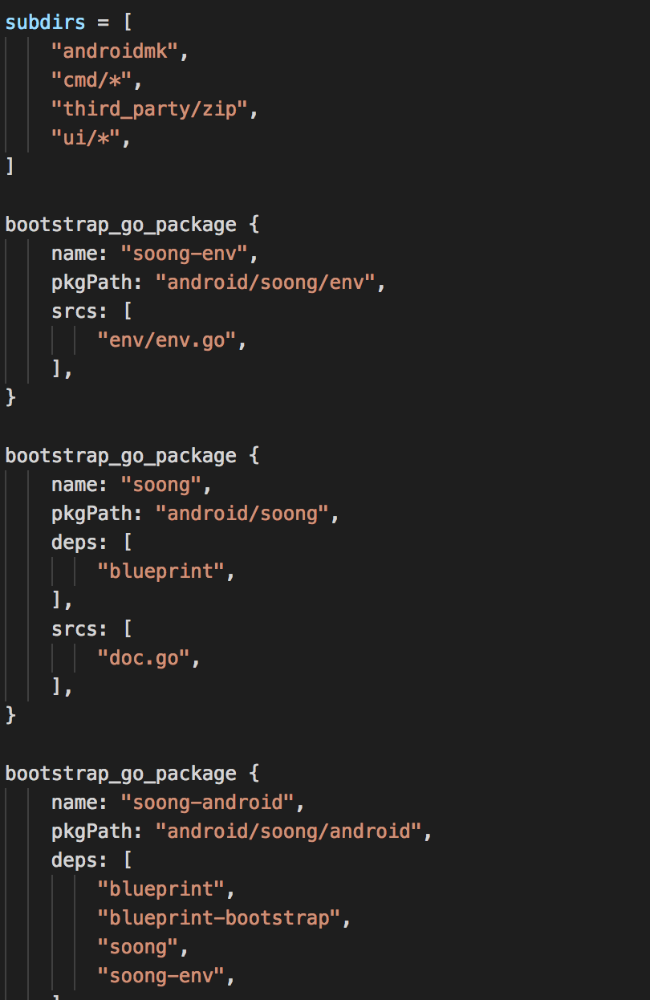 subdirs = [
    "androidmk",
    "cmd/*",
    "third_party/zip",
    "ui/*",
]

bootstrap_go_package {
    name: "soong-env",
    pkgPath: "android/soong/env",
    srcs: [
        "env/env.go",
    ],
}

bootstrap_go_package {
    name: "soong",
    pkgPath: "android/soong",
    deps: [
        "blueprint",
    ],
    srcs: [
        "doc.go",
    ],
}

bootstrap_go_package {
    name: "soong-android",
    pkgPath: "android/soong/android",
    deps: [
        "blueprint",
        "blueprint-bootstrap",
        "soong",
        "soong-env",